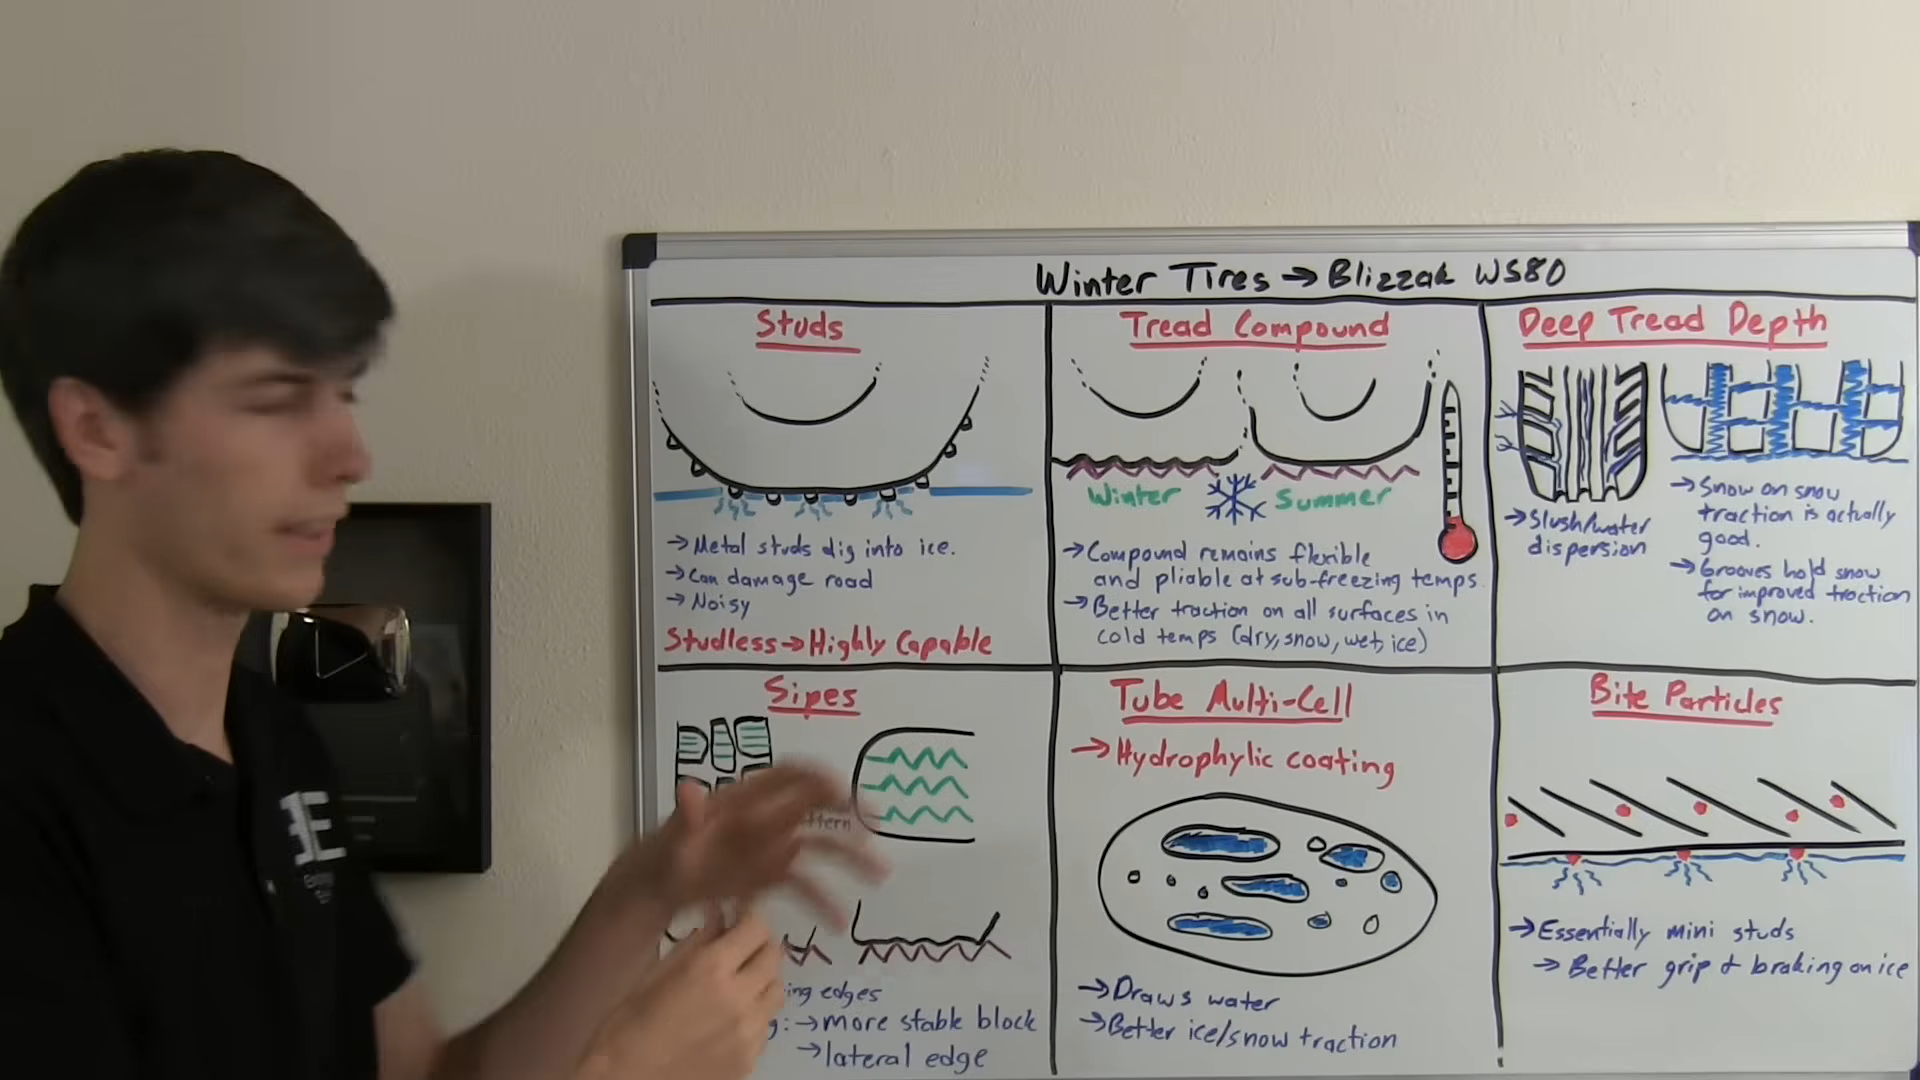 Winter Tires → Blizzak WS80
Studs
→ Metal studs dig into ice.
→ Can damage road
→ Noisy
Studless → Highly Capable
Tread Compound
Winter
Summer
→ Compound remains flexible
and pliable at sub-freezing temps
→ Better traction on all surfaces in
cold temps (dry, snow, wet, ice)
Deep Tread Depth
→ Slush/water
dispersion
→ Snow on snow
traction is actually
good.
→ Grooves hold snow
for improved traction
on snow.
Sipes
edges
→ more stable block
→ lateral edge
Tube Multi-Cell
→ Hydrophylic coating
→ Draws water
→ Better ice/snow traction
Bite Particles
→ Essentially mini studs
→ Better grip & braking on ice